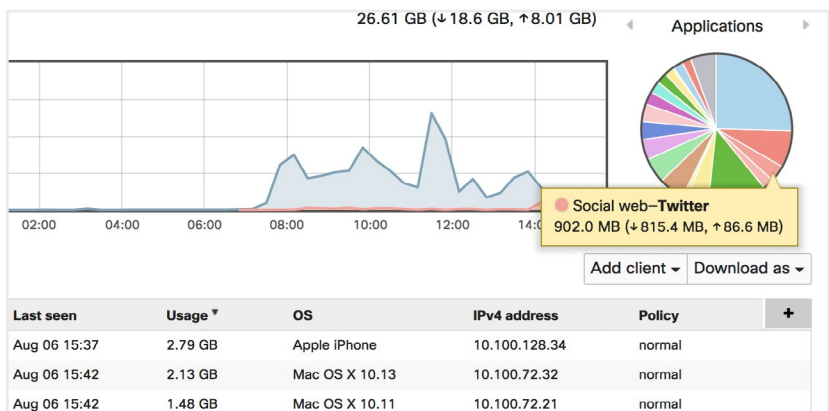 26.61 GB (↓18.6 GB, ↑8.01 GB)
Applications
02:00 04:00 06:00 08:00 10:00 12:00 14:0
Social web–Twitter
902.0 MB (↓815.4 MB, ↑86.6 MB)
Add client Download as
Last seen Usage OS IPv4 address Policy +
Aug 06 15:37 2.79 GB Apple iPhone 10.100.128.34 normal
Aug 06 15:42 2.13 GB Mac OS X 10.13 10.100.72.32 normal
Aug 06 15:42 1.48 GB Mac OS X 10.11 10.100.72.21 normal